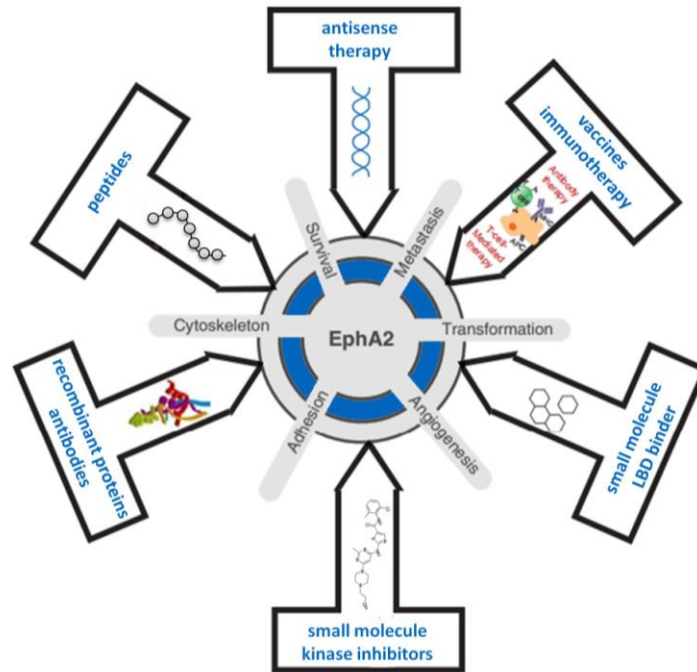 antisense
therapy
vaccines
immunotherapy
Antibody
therapy
T-cell-
Mediated therapy
APC
peptides
Survival
Metastasis
Cytoskeleton
EphA2
Transformation
Adhesion
Angiogenesis
recombinant proteins
antibodies
small molecule
LBD binder
small molecule
kinase inhibitors